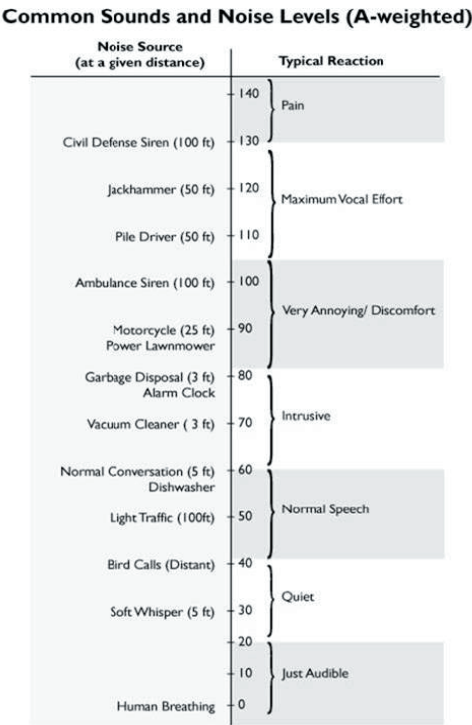 Common Sounds and Noise Levels (A-weighted)
Noise Source
(at a given distance)
Typical Reaction
140
Pain
Civil Defense Siren (100 ft)
130
Jackhammer (50 ft)
120
Maximum Vocal Effort
Pile Driver (50 ft)
110
Ambulance Siren (100 ft)
100
Very Annoying/ Discomfort
Motorcycle (25 ft)
90
Power Lawnmower
Garbage Disposal (3 ft)
80
Alarm Clock
Intrusive
Vacuum Cleaner ( 3 ft)
70
Normal Conversation (5 ft)
60
Dishwasher
Normal Speech
Light Traffic (100ft)
50
Bird Calls (Distant)
40
Quiet
Soft Whisper (5 ft)
30
20
10
Just Audible
Human Breathing
0